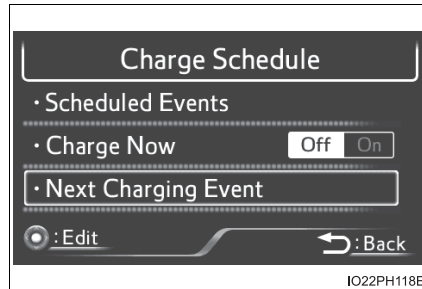 Charge Schedule
· Scheduled Events
· Charge Now Off On
· Next Charging Event
: Edit : Back
IO22PH118E